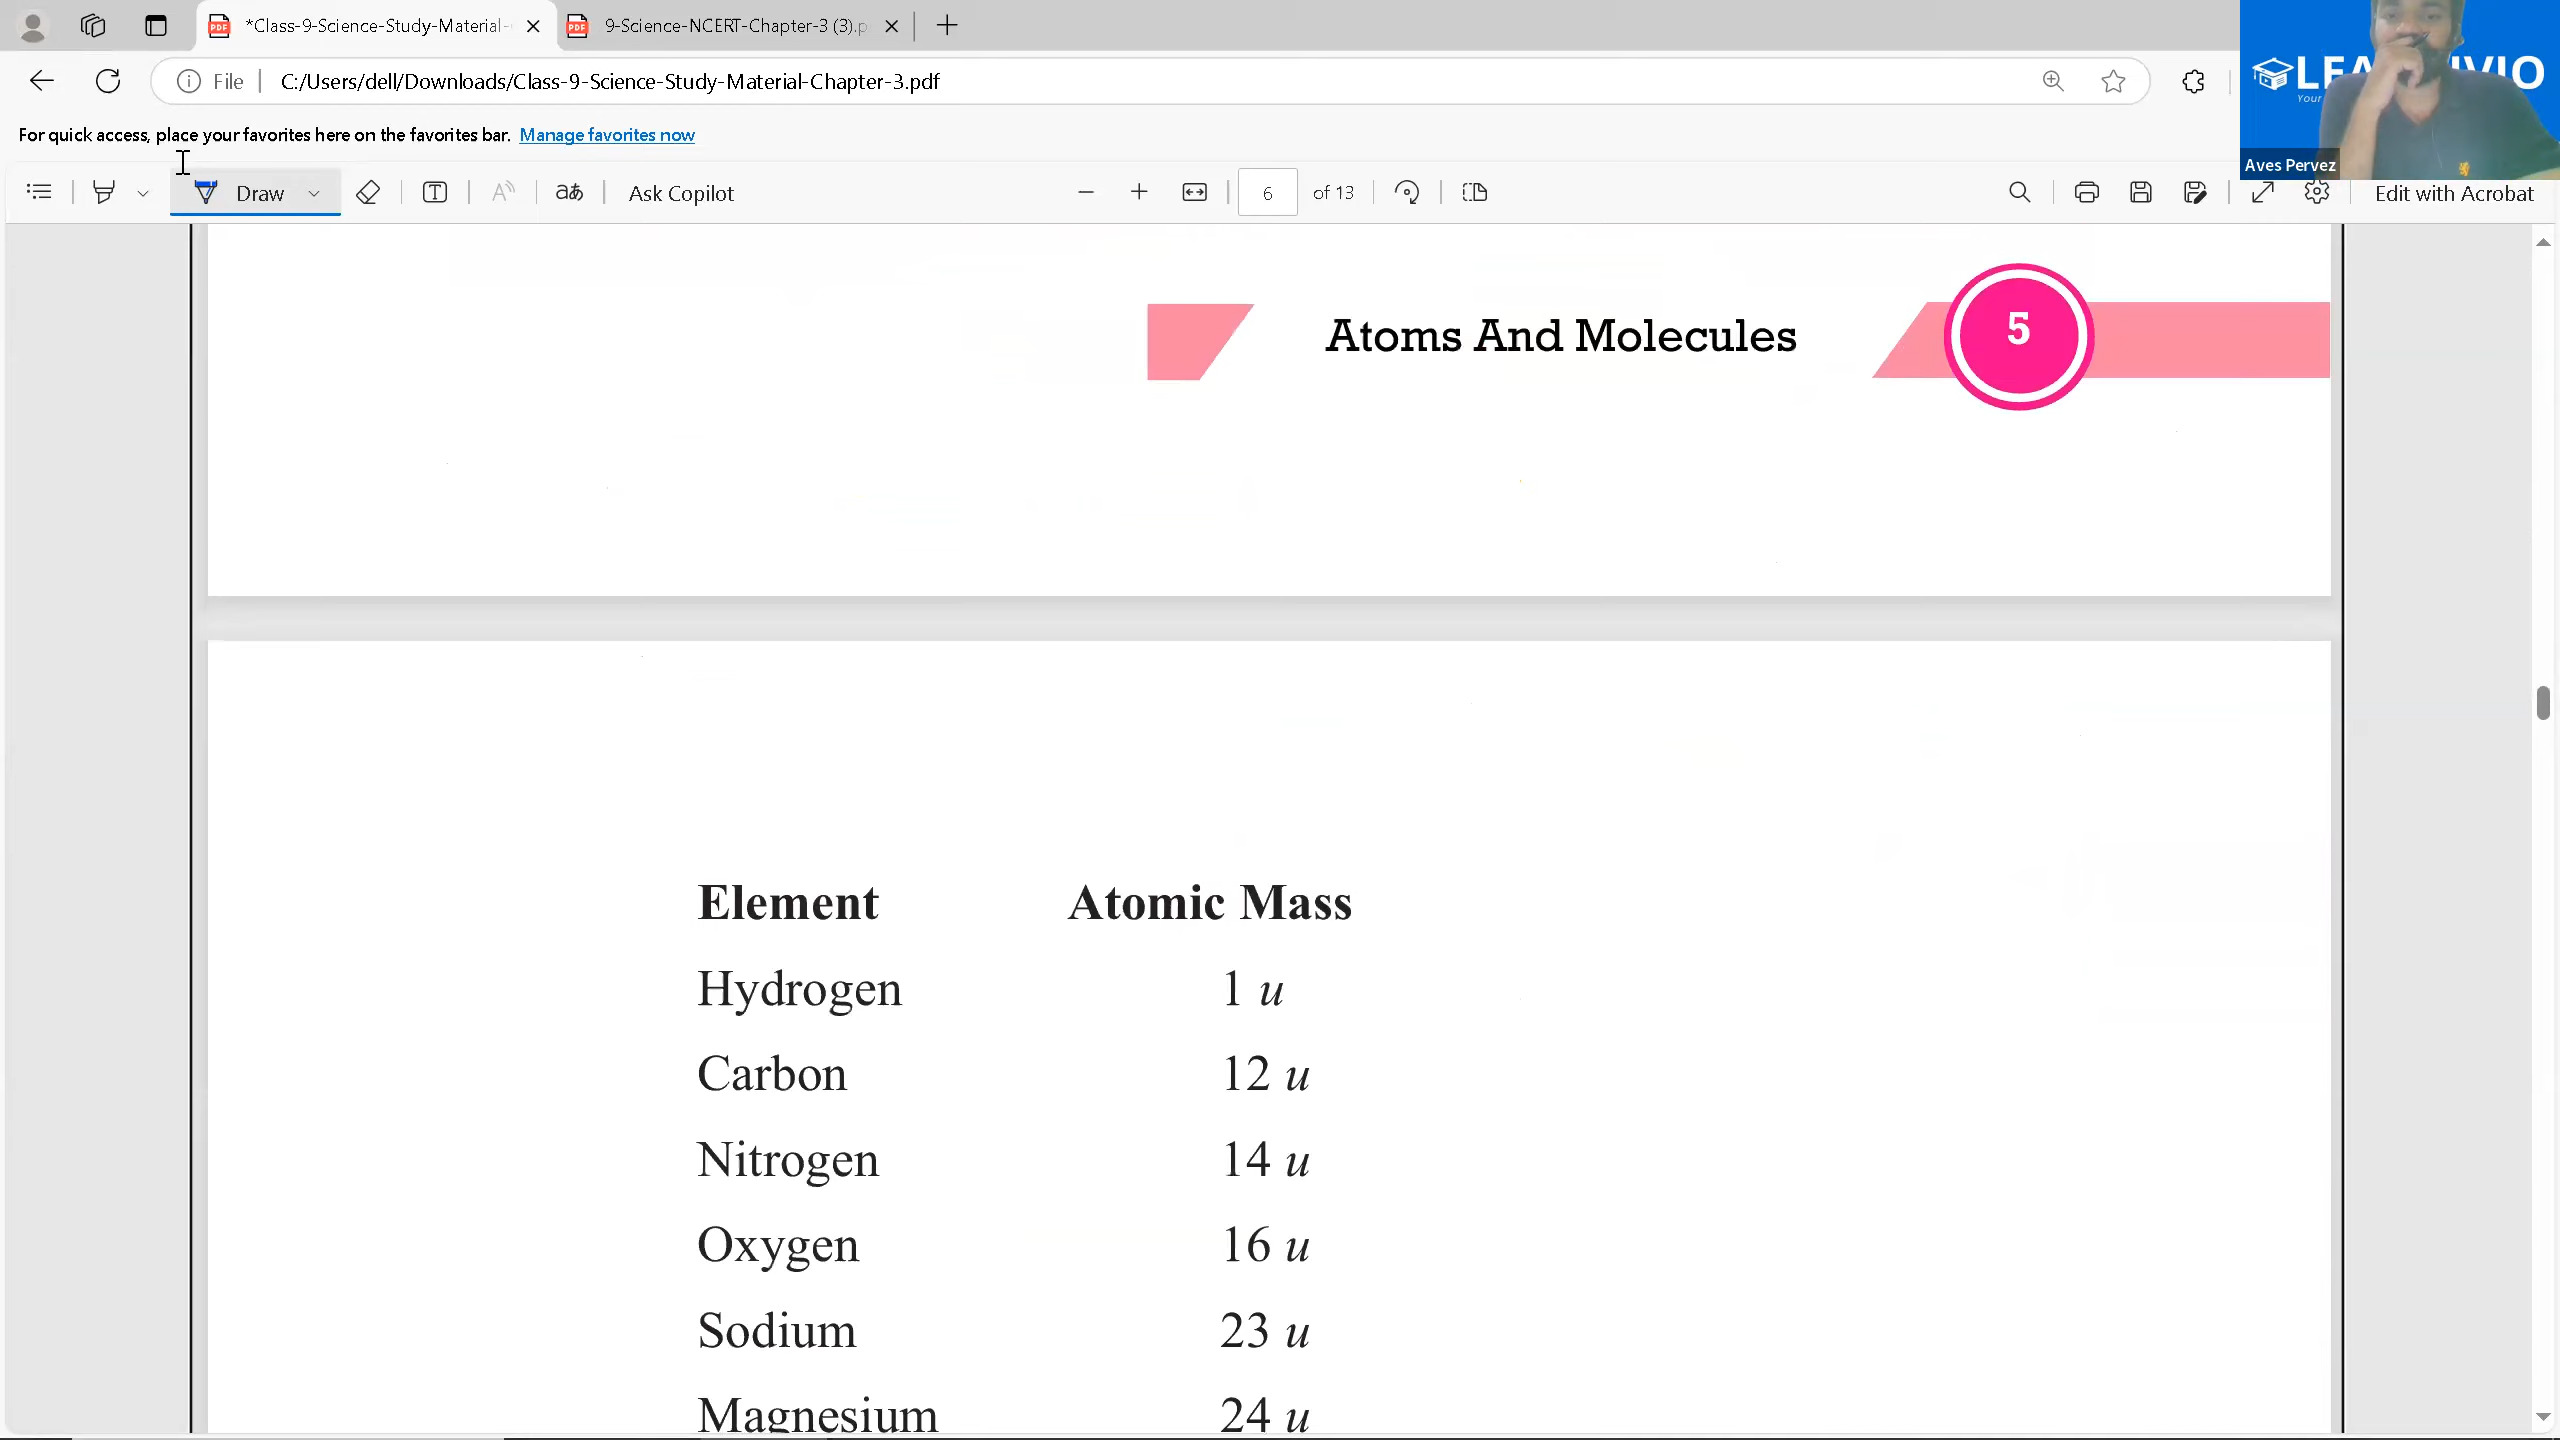 *Class-9-Science-Study-Material-
9-Science-NCERT-Chapter-3 (3).p
File
C:/Users/dell/Downloads/Class-9-Science-Study-Material-Chapter-3.pdf
For quick access, place your favorites here on the favorites bar. Manage favorites now
Draw
Ask Copilot
6 of 13
Edit with Acrobat
Your
Aves Pervez
Atoms And Molecules
5
Element Atomic Mass
Hydrogen 1 u
Carbon 12 u
Nitrogen 14 u
Oxygen 16 u
Sodium 23 u
Magnesium 24 u